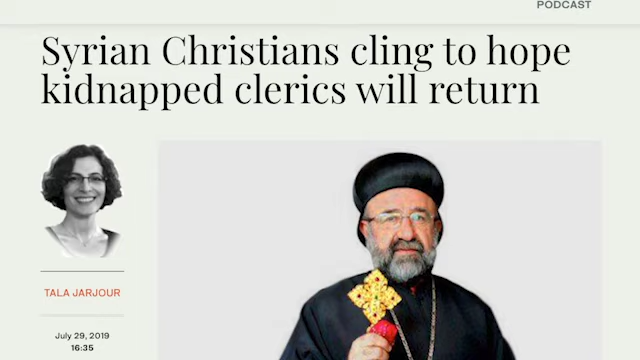 PODCAST
Syrian Christians cling to hope
kidnapped clerics will return
TALA JARJOUR
July 29, 2019
16:35